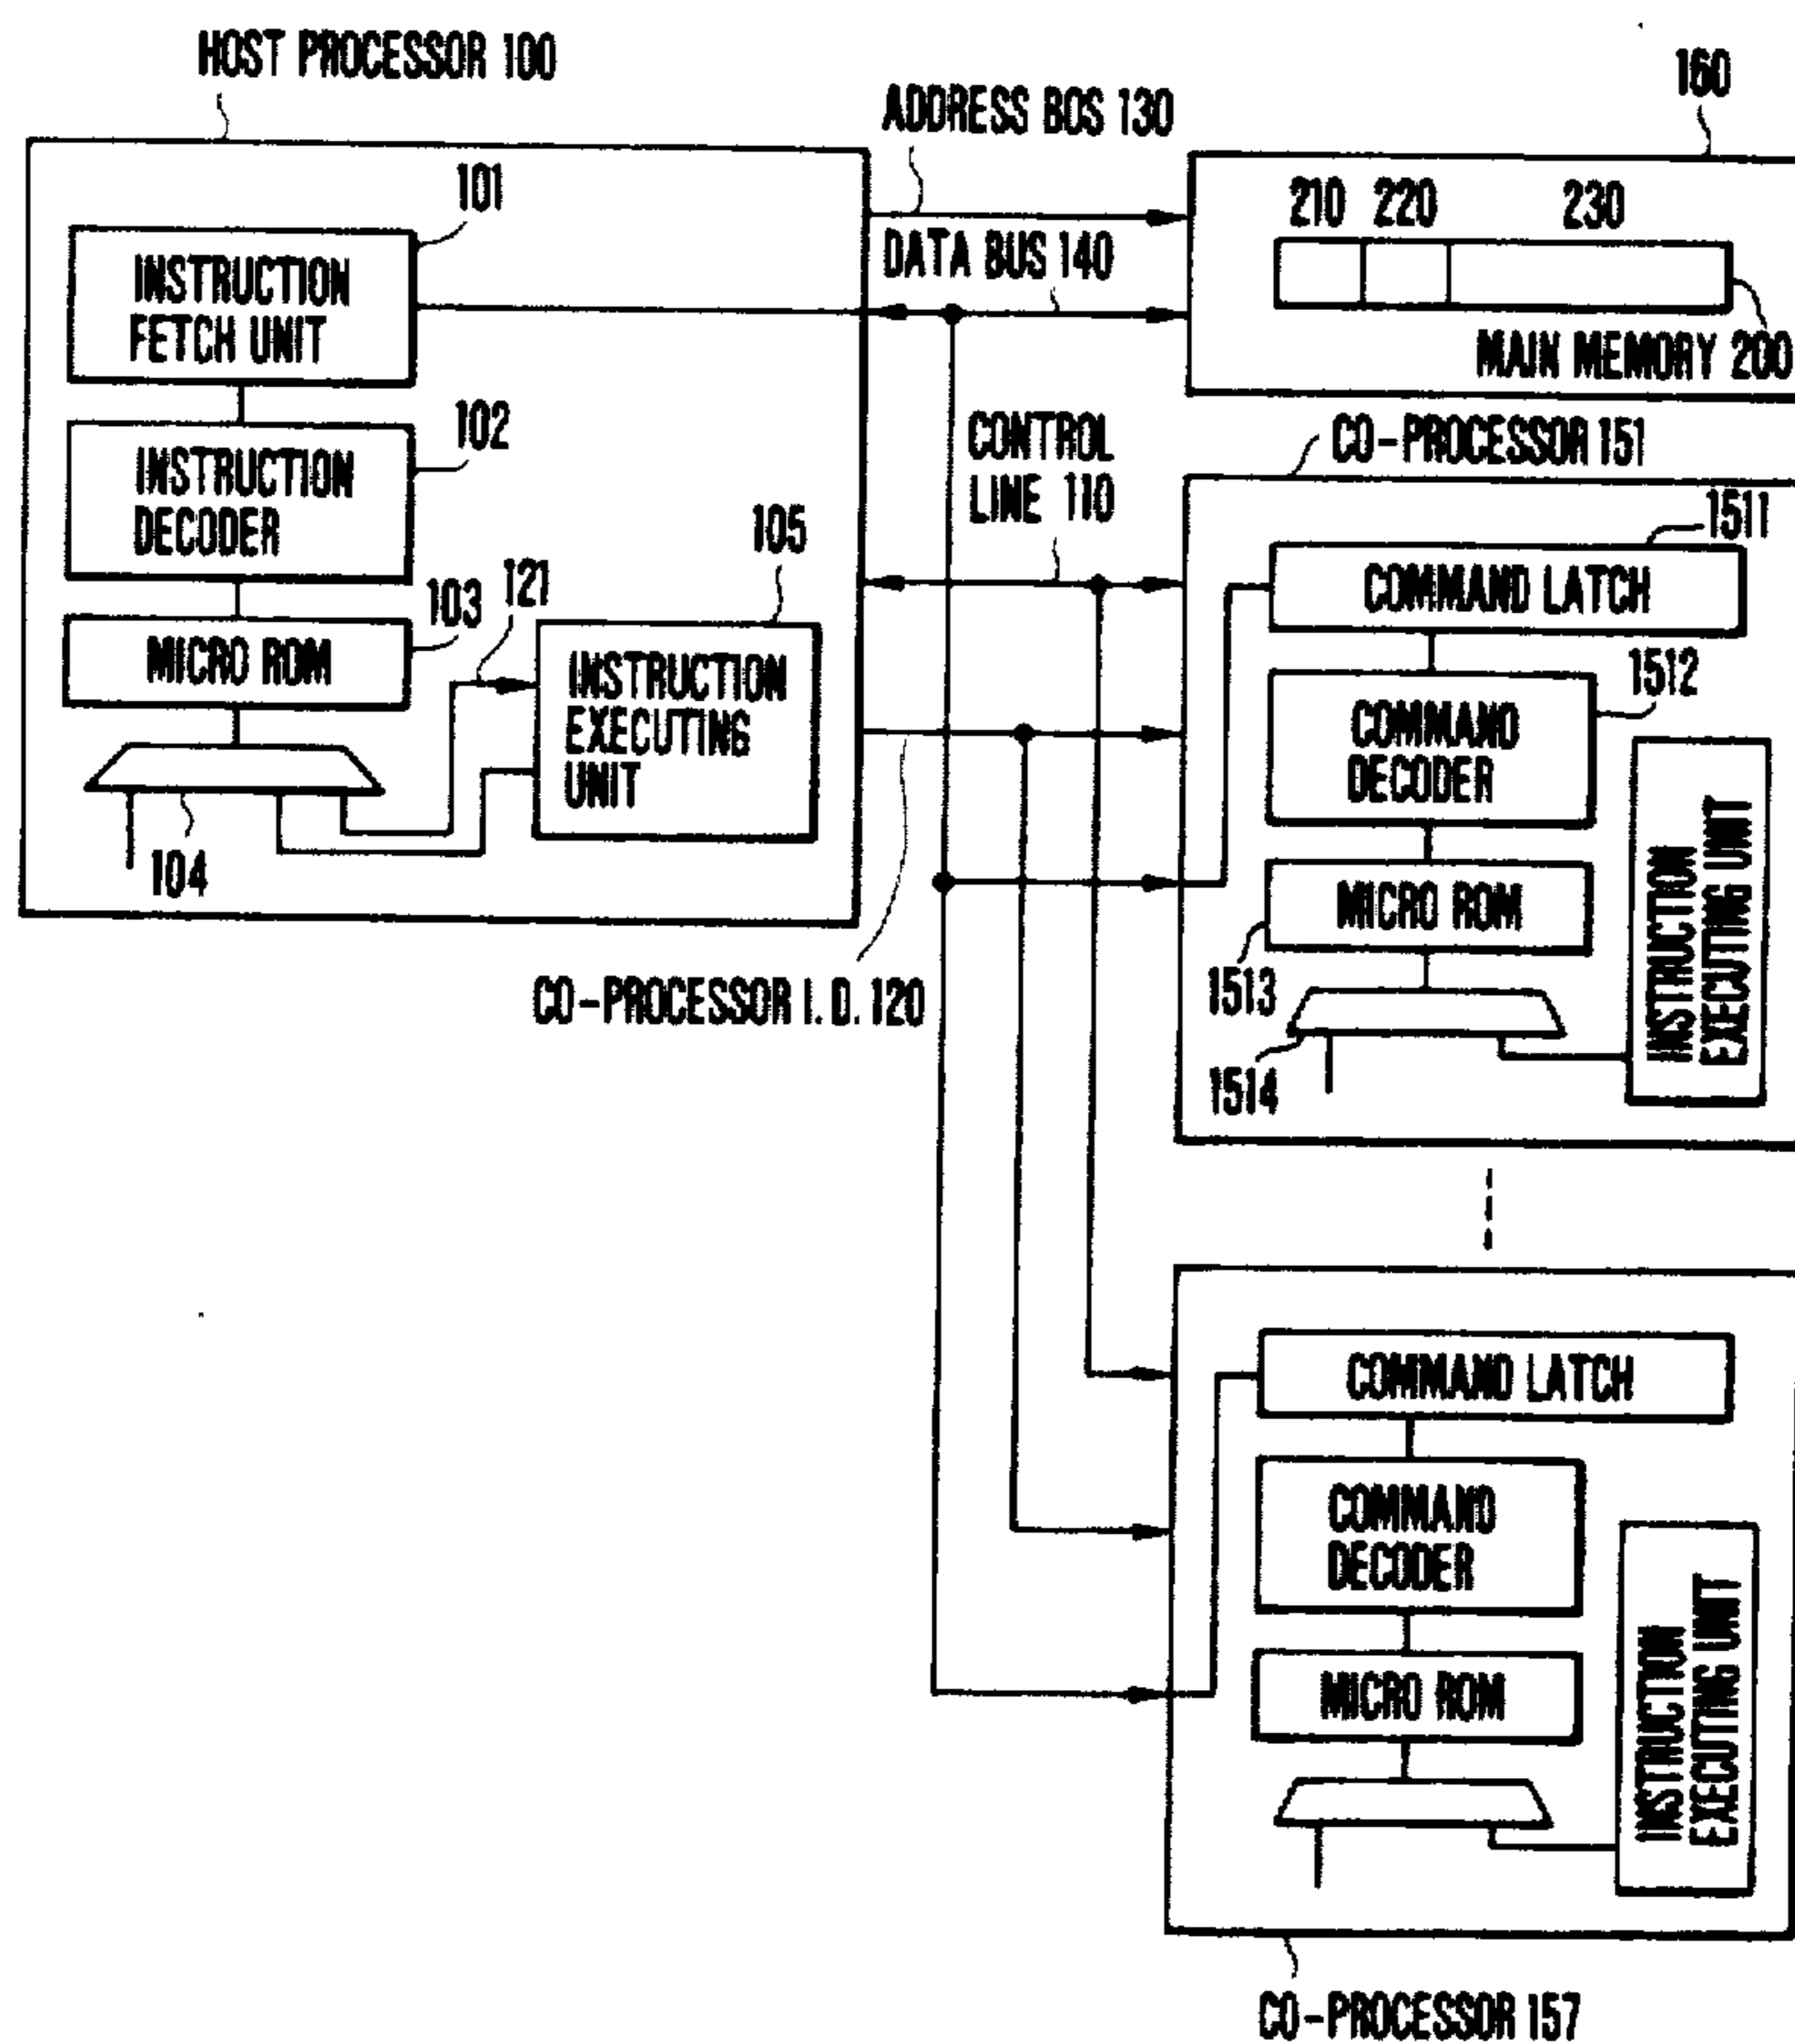 HOST PROCESSOR 100
101
INSTRUCTION
FETCH UNIT
102
INSTRUCTION
DECODER
103
MICRO ROM
121
105
INSTRUCTION
EXECUTING
UNIT
104
ADDRESS BOS 130
DATA BUS 140
CONTROL
LINE 110
CO-PROCESSOR I. D. 120
160
210 220 230
MAIN MEMORY 200
CO-PROCESSOR 151
1511
COMMAND LATCH
1512
COMMAND
DECODER
MICRO ROM
1513
1514
INSTRUCTION
EXECUTING UNIT
COMMAND LATCH
COMMAND
DECODER
MICRO ROM
INSTRUCTION
EXECUTING UNIT
CO-PROCESSOR 157